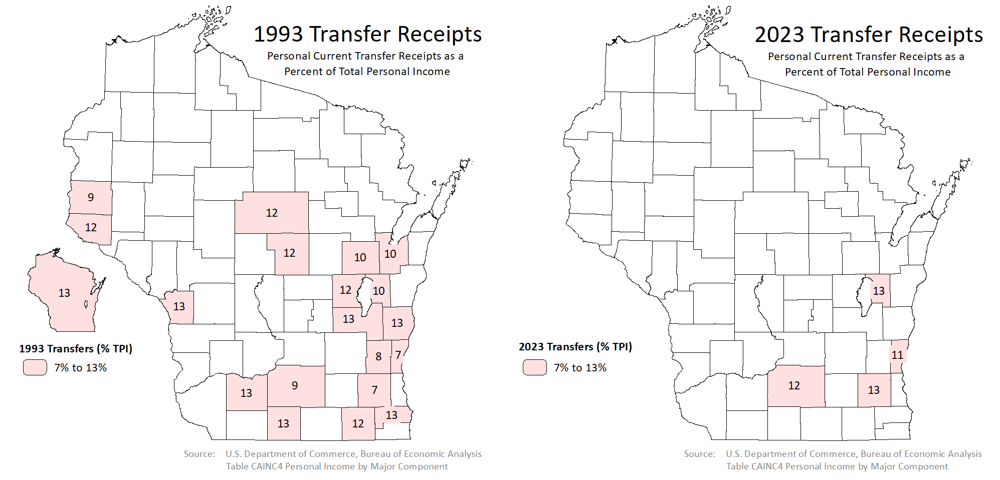 1993 Transfer Receipts
Personal Current Transfer Receipts as a
Percent of Total Personal Income
9
12
12
12
10
10
13
12
10
13
13
13
8
7
13
9
7
13
13
12
1993 Transfers (% TPI)
7% to 13%
Source: U.S. Department of Commerce, Bureau of Economic Analysis
Table CAINC4 Personal Income by Major Component
2023 Transfer Receipts
Personal Current Transfer Receipts as a
Percent of Total Personal Income
13
11
12
13
2023 Transfers (% TPI)
7% to 13%
Source: U.S. Department of Commerce, Bureau of Economic Analysis
Table CAINC4 Personal Income by Major Component